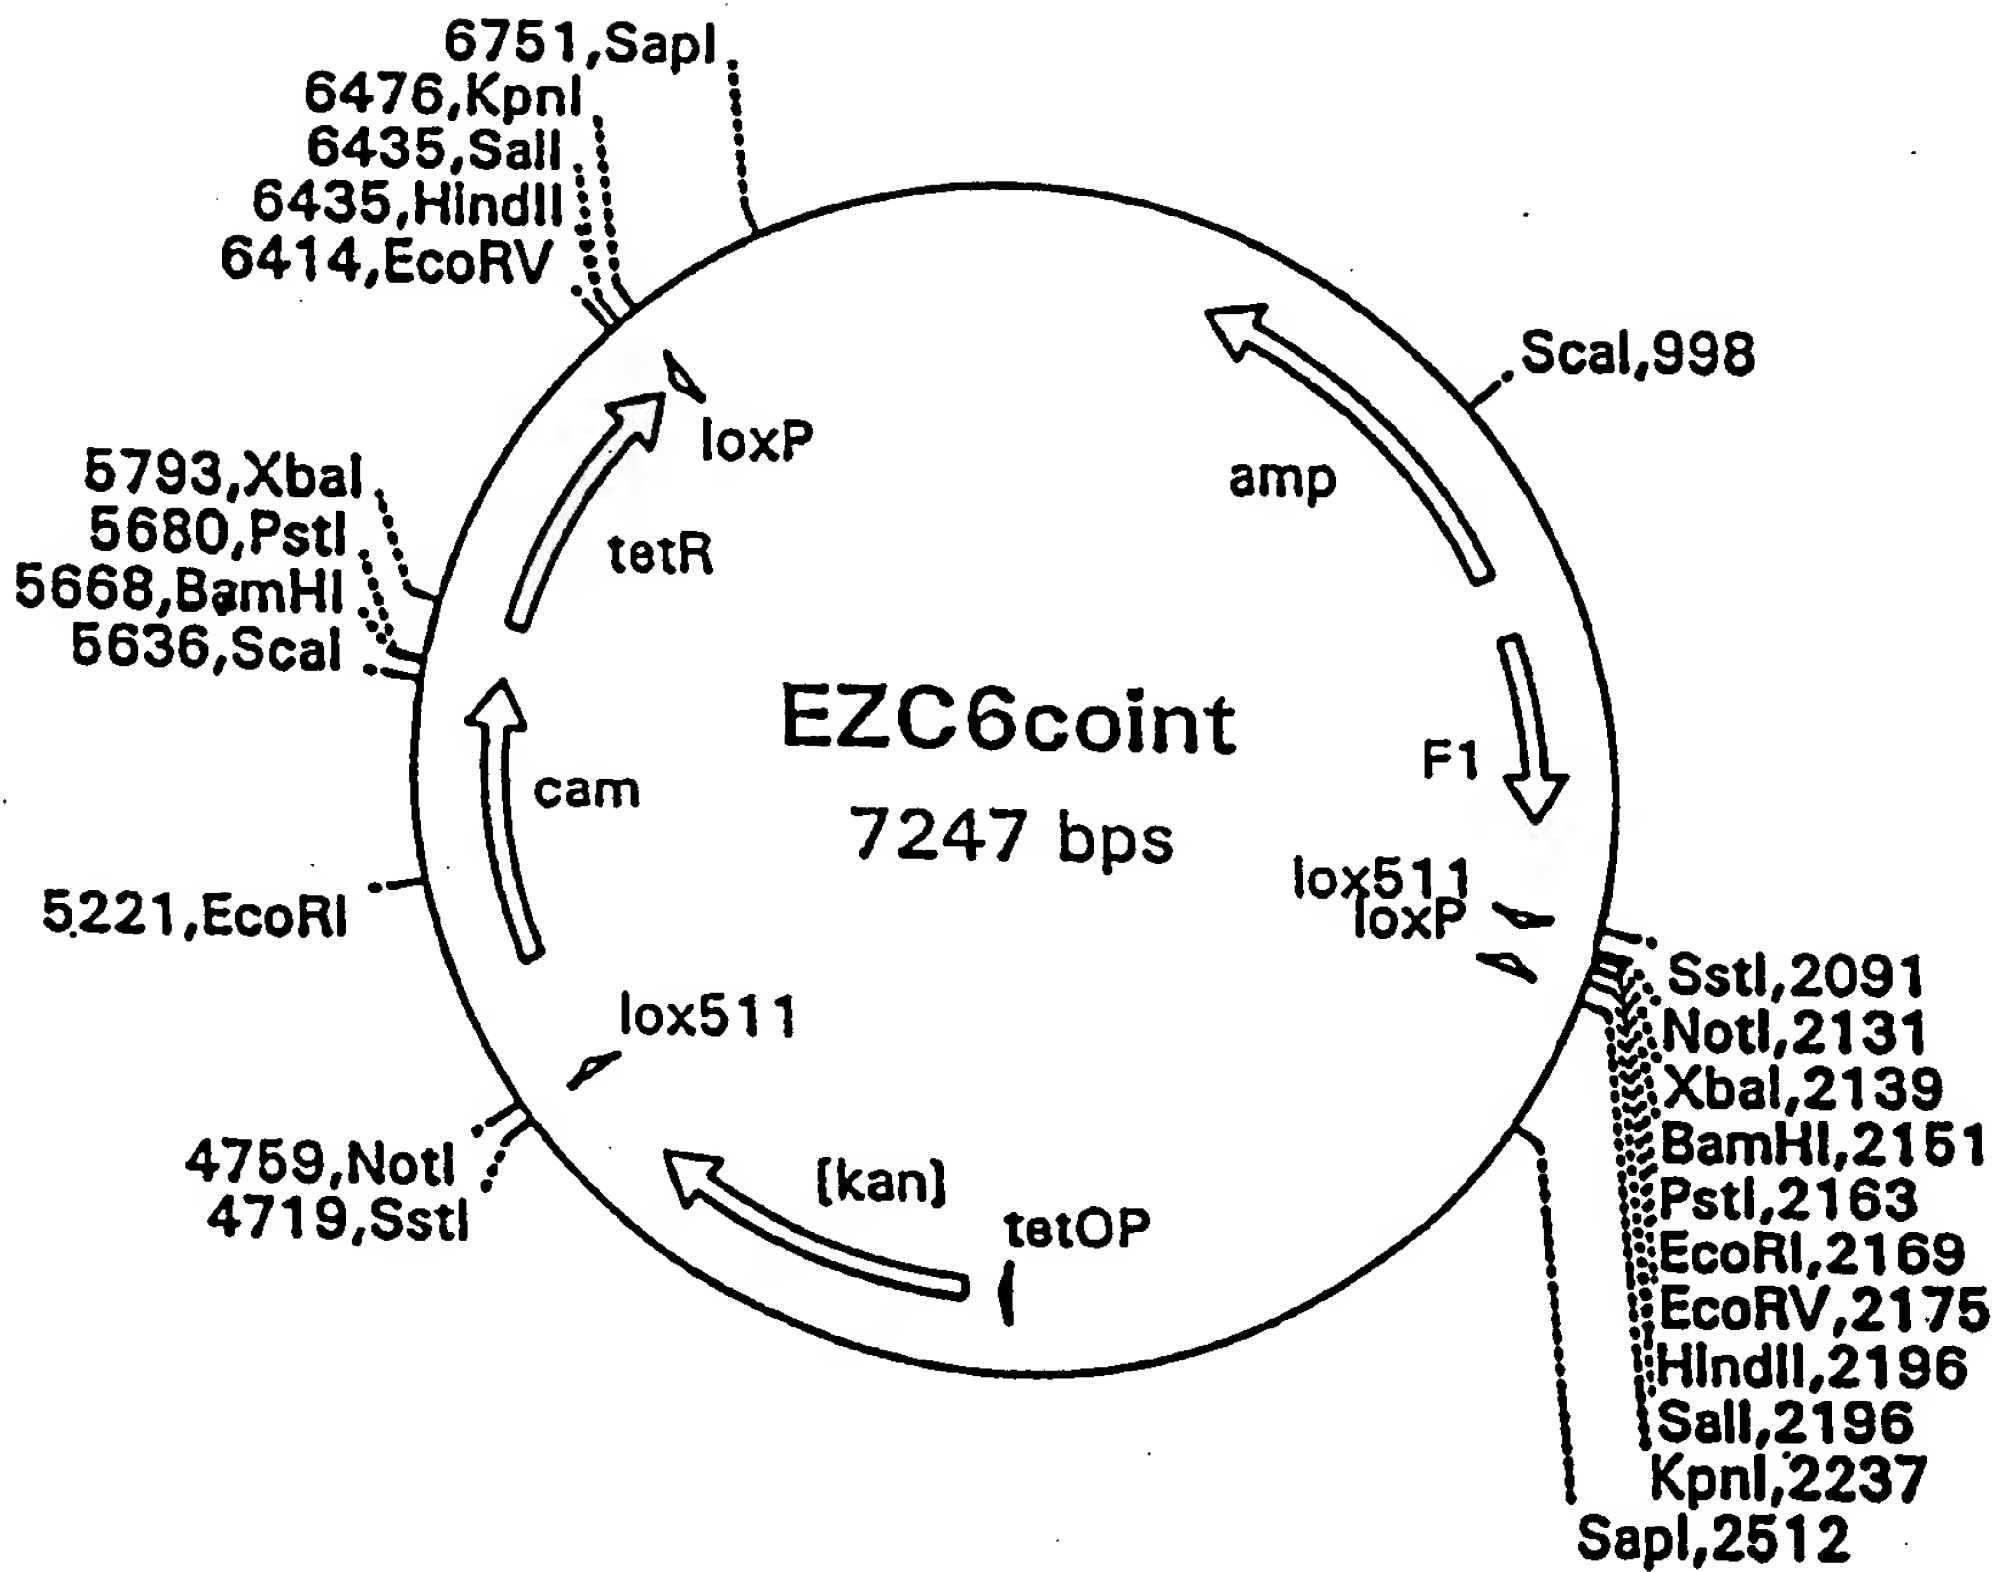 6751,SapI
6476,KpnI
6435,SalI
6435,HindII
6414,EcoRV
ScaI,998
loxP
amp
5793,XbaI
5680,PstI
5668,BamHI
5636,ScaI
tetR
EZC6coint
7247 bps
cam
F1
lox511
loxP
5221,EcoRI
lox511
SstI,2091
NotI,2131
XbaI,2139
BamHI,2151
PstI,2163
EcoRI,2169
EcoRV,2175
HindII,2196
SalI,2196
KpnI,2237
SapI,2512
4759,NotI
4719,SstI
[kan]
tetOP